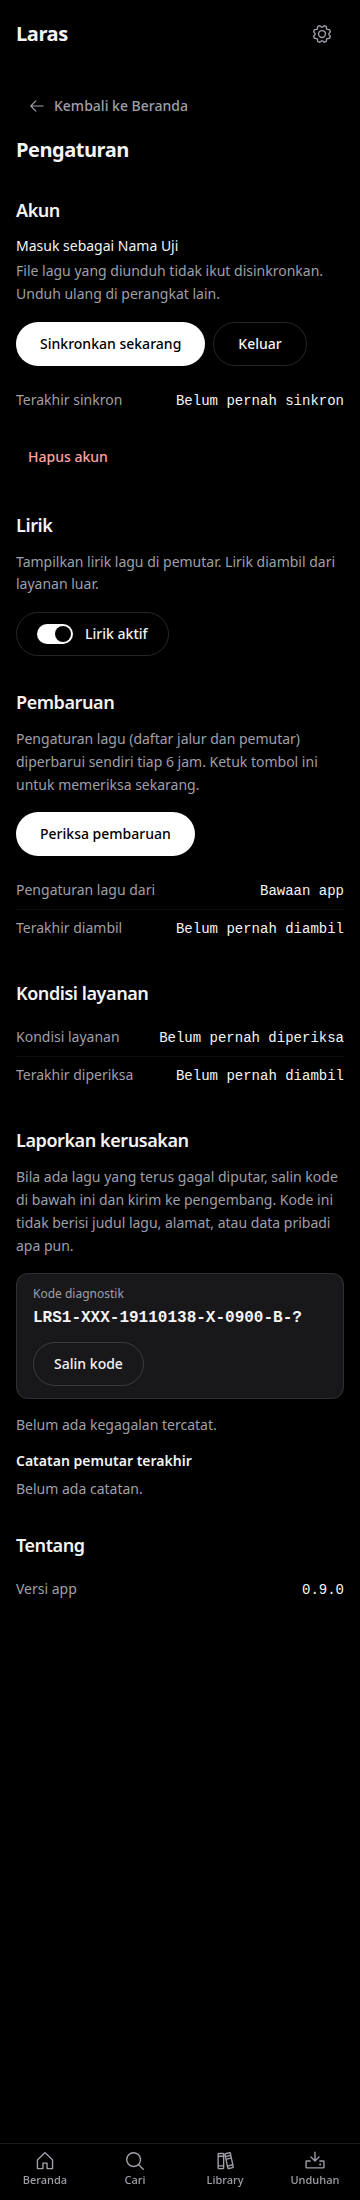 Laras
Kembali ke Beranda
Pengaturan
Akun
Masuk sebagai Nama Uji
File lagu yang diunduh tidak ikut disinkronkan.
Unduh ulang di perangkat lain.
Sinkronkan sekarang Keluar
Terakhir sinkron Belum pernah sinkron
Hapus akun
Lirik
Tampilkan lirik lagu di pemutar. Lirik diambil dari
layanan luar.
Lirik aktif
Pembaruan
Pengaturan lagu (daftar jalur dan pemutar)
diperbarui sendiri tiap 6 jam. Ketuk tombol ini
untuk memeriksa sekarang.
Periksa pembaruan
Pengaturan lagu dari Bawaan app
Terakhir diambil Belum pernah diambil
Kondisi layanan
Kondisi layanan Belum pernah diperiksa
Terakhir diperiksa Belum pernah diambil
Laporkan kerusakan
Bila ada lagu yang terus gagal diputar, salin kode
di bawah ini dan kirim ke pengembang. Kode ini
tidak berisi judul lagu, alamat, atau data pribadi
apa pun.
Kode diagnostik
LRS1-XXX-19110138-X-0900-B-?
Salin kode
Belum ada kegagalan tercatat.
Catatan pemutar terakhir
Belum ada catatan.
Tentang
Versi app 0.9.0
Beranda Cari Library Unduhan